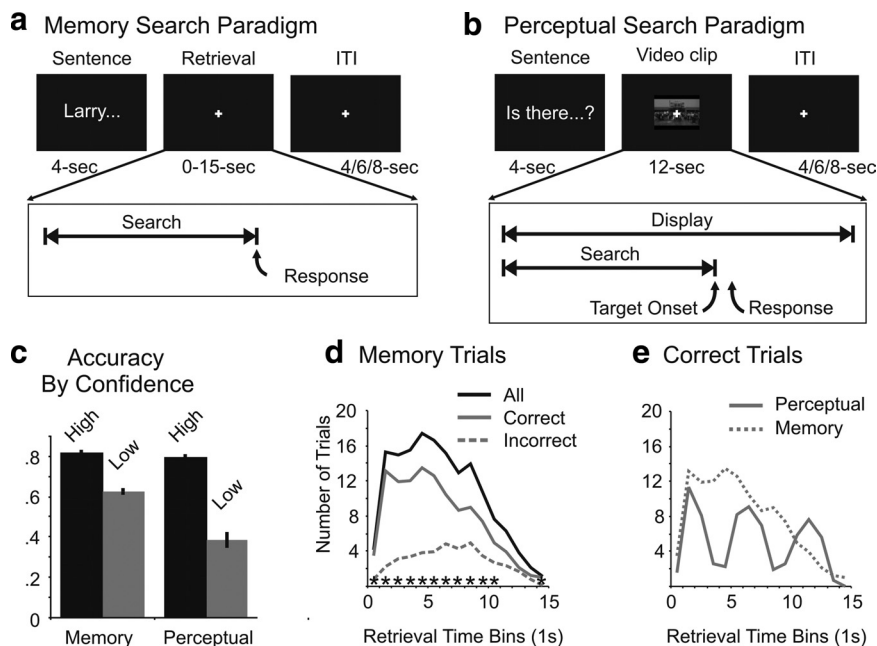 a Memory Search Paradigm
Sentence Retrieval ITI
Larry...
4-sec 0-15-sec 4/6/8-sec
Search
Response
b Perceptual Search Paradigm
Sentence Video clip ITI
Is there...?
4-sec 12-sec 4/6/8-sec
Display
Search
Target Onset Response
c Accuracy
By Confidence
High Low High Low
.8
.6
.4
.2
0
Memory Perceptual
d Memory Trials
All
Correct
Incorrect
Number of Trials
20
16
12
8
4
************ *
0 5 10 15
Retrieval Time Bins (1s)
e Correct Trials
Perceptual
Memory
20
16
12
8
4
0 5 10 15
Retrieval Time Bins (1s)